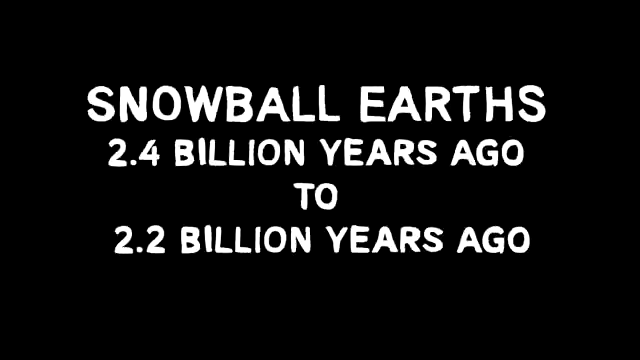 SNOWBALL EARTHS
2.4 BILLION YEARS AGO
TO
2.2 BILLION YEARS AGO